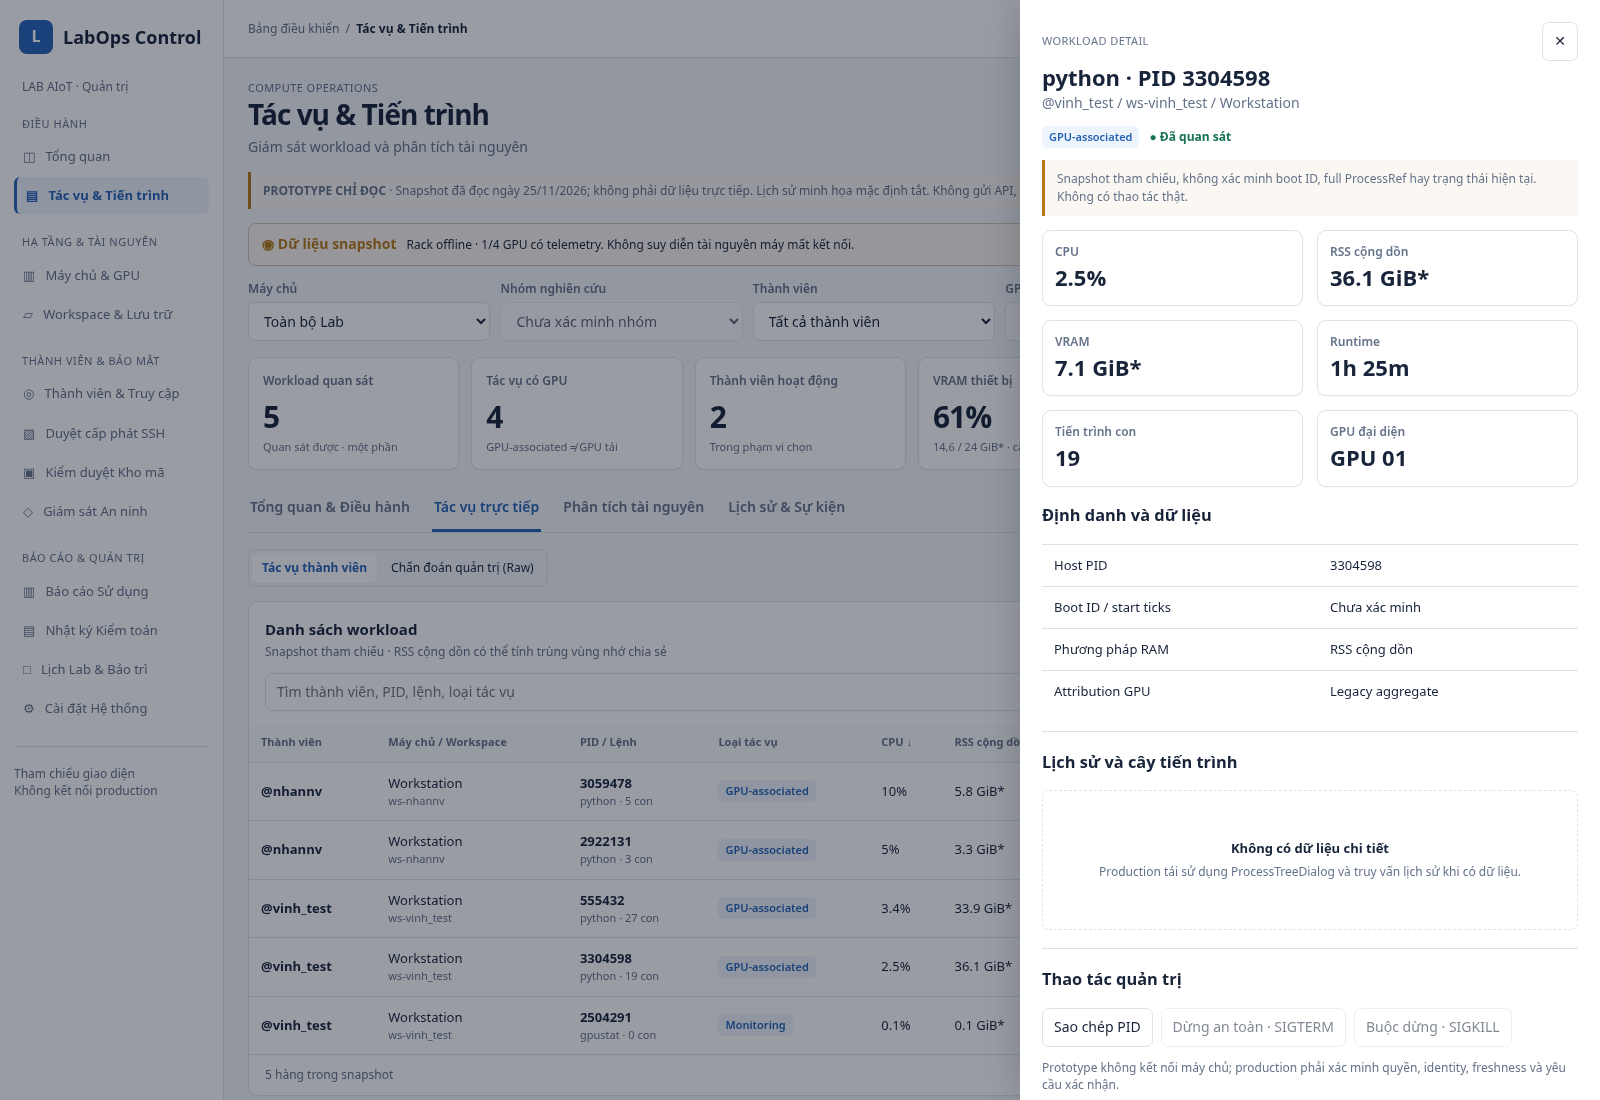 L LabOps Control
LAB AIoT · Quản trị
ĐIỀU HÀNH
Tổng quan
Tác vụ & Tiến trình
HẠ TẦNG & TÀI NGUYÊN
Máy chủ & GPU
Workspace & Lưu trữ
THÀNH VIÊN & BẢO MẬT
Thành viên & Truy cập
Duyệt cấp phát SSH
Kiểm duyệt Kho mã
Giám sát An ninh
BÁO CÁO & QUẢN TRỊ
Báo cáo Sử dụng
Nhật ký Kiểm toán
Lịch Lab & Bảo trì
Cài đặt Hệ thống
Tham chiếu giao diện
Không kết nối production
Bảng điều khiển / Tác vụ & Tiến trình
COMPUTE OPERATIONS
Tác vụ & Tiến trình
Giám sát workload và phân tích tài nguyên
PROTOTYPE CHỈ ĐỌC · Snapshot đã đọc ngày 25/11/2026; không phải dữ liệu trực tiếp. Lịch sử minh họa mặc định tắt. Không gửi API,
◉ Dữ liệu snapshot Rack offline · 1/4 GPU có telemetry. Không suy diễn tài nguyên máy mất kết nối.
Máy chủ Nhóm nghiên cứu Thành viên GP
Toàn bộ Lab Chưa xác minh nhóm Tất cả thành viên
Workload quan sát
5
Quan sát được · một phần
Tác vụ có GPU
4
GPU-associated ≠ GPU tải
Thành viên hoạt động
2
Trong phạm vi chọn
VRAM thiết bị
61%
14,6 / 24 GiB* · cá
Tổng quan & Điều hành Tác vụ trực tiếp Phân tích tài nguyên Lịch sử & Sự kiện
Tác vụ thành viên Chẩn đoán quản trị (Raw)
Danh sách workload
Snapshot tham chiếu · RSS cộng dồn có thể tính trùng vùng nhớ chia sẻ
Tìm thành viên, PID, lệnh, loại tác vụ
Thành viên Máy chủ / Workspace PID / Lệnh Loại tác vụ CPU ↓ RSS cộng dồ
@nhannv Workstation 3059478 GPU-associated 10% 5.8 GiB*
ws-nhannv python · 5 con
@nhannv Workstation 2922131 GPU-associated 5% 3.3 GiB*
ws-nhannv python · 3 con
@vinh_test Workstation 555432 GPU-associated 3.4% 33.9 GiB*
ws-vinh_test python · 27 con
@vinh_test Workstation 3304598 GPU-associated 2.5% 36.1 GiB*
ws-vinh_test python · 19 con
@vinh_test Workstation 2504291 Monitoring 0.1% 0.1 GiB*
ws-vinh_test gpustat · 0 con
5 hàng trong snapshot
WORKLOAD DETAIL
✕
python · PID 3304598
@vinh_test / ws-vinh_test / Workstation
GPU-associated ● Đã quan sát
Snapshot tham chiếu, không xác minh boot ID, full ProcessRef hay trạng thái hiện tại.
Không có thao tác thật.
CPU
2.5%
RSS cộng dồn
36.1 GiB*
VRAM
7.1 GiB*
Runtime
1h 25m
Tiến trình con
19
GPU đại diện
GPU 01
Định danh và dữ liệu
Host PID 3304598
Boot ID / start ticks Chưa xác minh
Phương pháp RAM RSS cộng dồn
Attribution GPU Legacy aggregate
Lịch sử và cây tiến trình
Không có dữ liệu chi tiết
Production tái sử dụng ProcessTreeDialog và truy vấn lịch sử khi có dữ liệu.
Thao tác quản trị
Sao chép PID Dừng an toàn · SIGTERM Buộc dừng · SIGKILL
Prototype không kết nối máy chủ; production phải xác minh quyền, identity, freshness và yêu
cầu xác nhận.